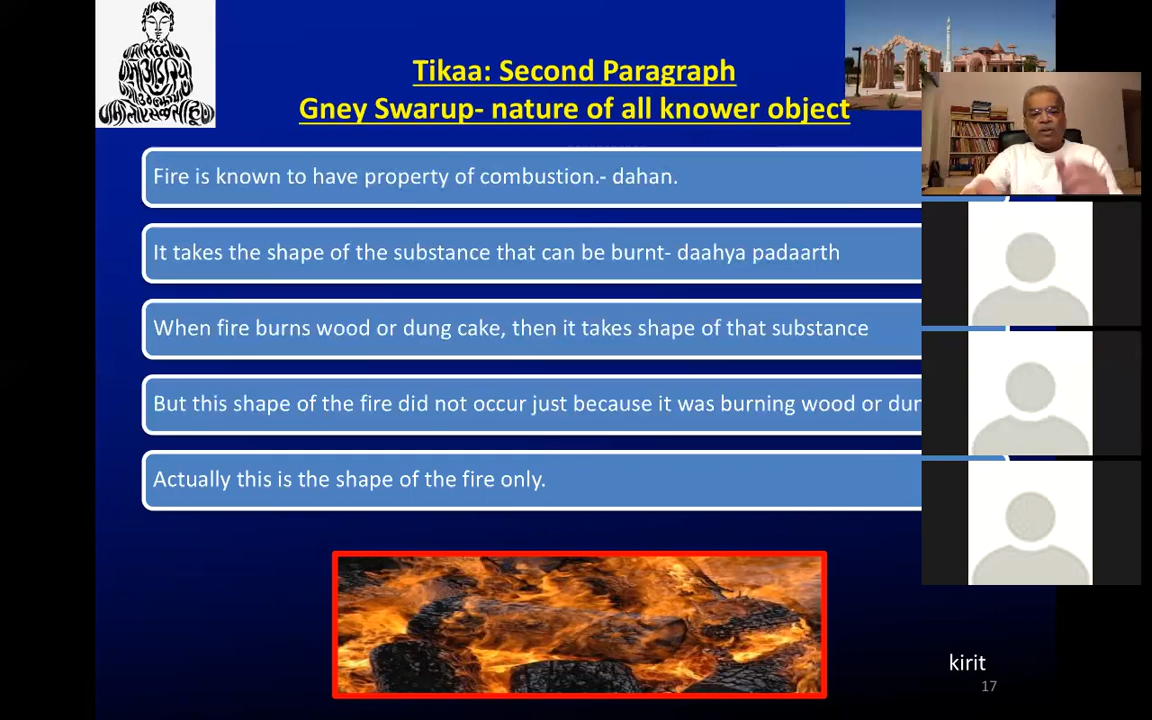 Tikaa: Second Paragraph
Gney Swarup- nature of all knower object
Fire is known to have property of combustion.- dahan.
It takes the shape of the substance that can be burnt- daahya padaarth
When fire burns wood or dung cake, then it takes shape of that substance
But this shape of the fire did not occur just because it was burning wood or
Actually this is the shape of the fire only.
kirit
17